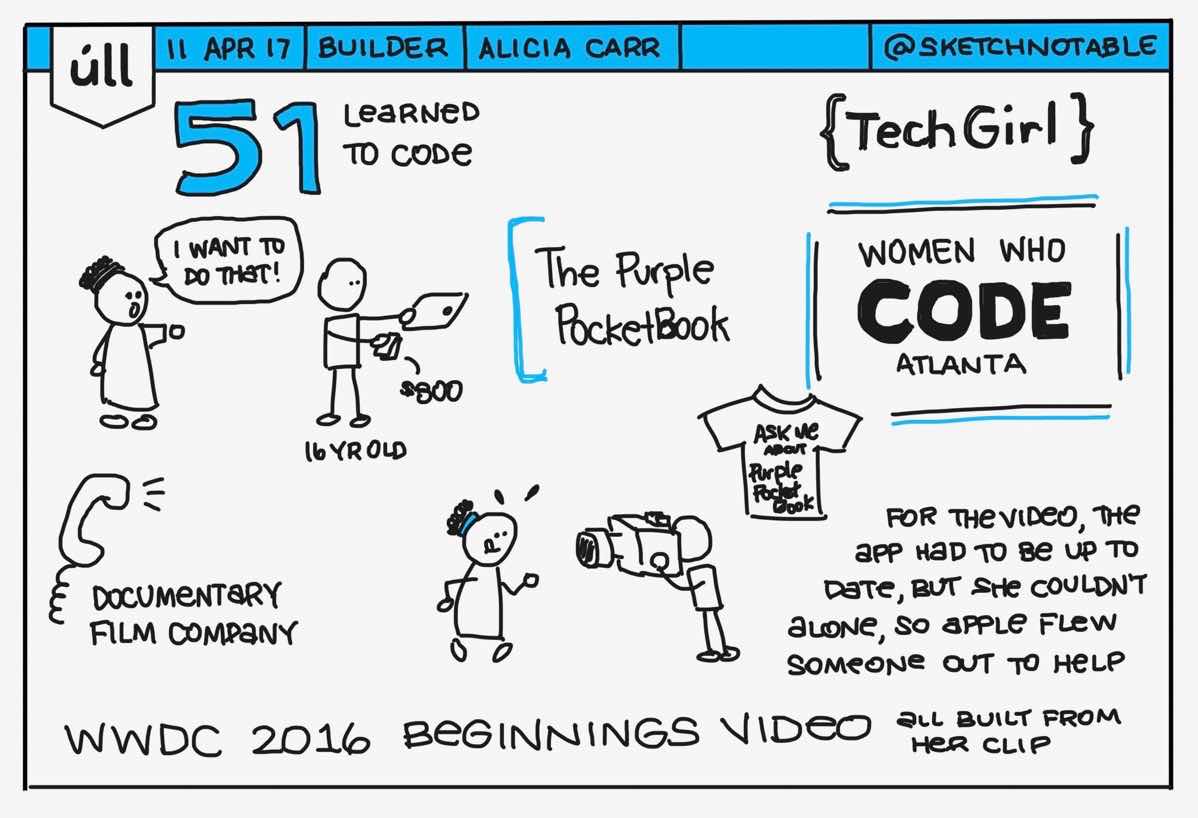 úll
11 APR 17
BUILDER
ALICIA CARR
@SKETCHNOTABLE
51
LEARNED
TO CODE
{TechGirl}
I WANT TO
DO THAT!
$800
16 YR OLD
The Purple
PocketBook
WOMEN WHO
CODE
ATLANTA
ASK ME
ABOUT
Purple
Pocket
Book
DOCUMENTARY
FILM COMPANY
FOR THE VIDEO, THE
APP HAD TO BE UP TO
DATE, BUT SHE COULDN'T
ALONE, SO APPLE FLEW
SOMEONE OUT TO HELP
WWDC 2016 BEGINNINGS VIDEO
ALL BUILT FROM
HER CLIP